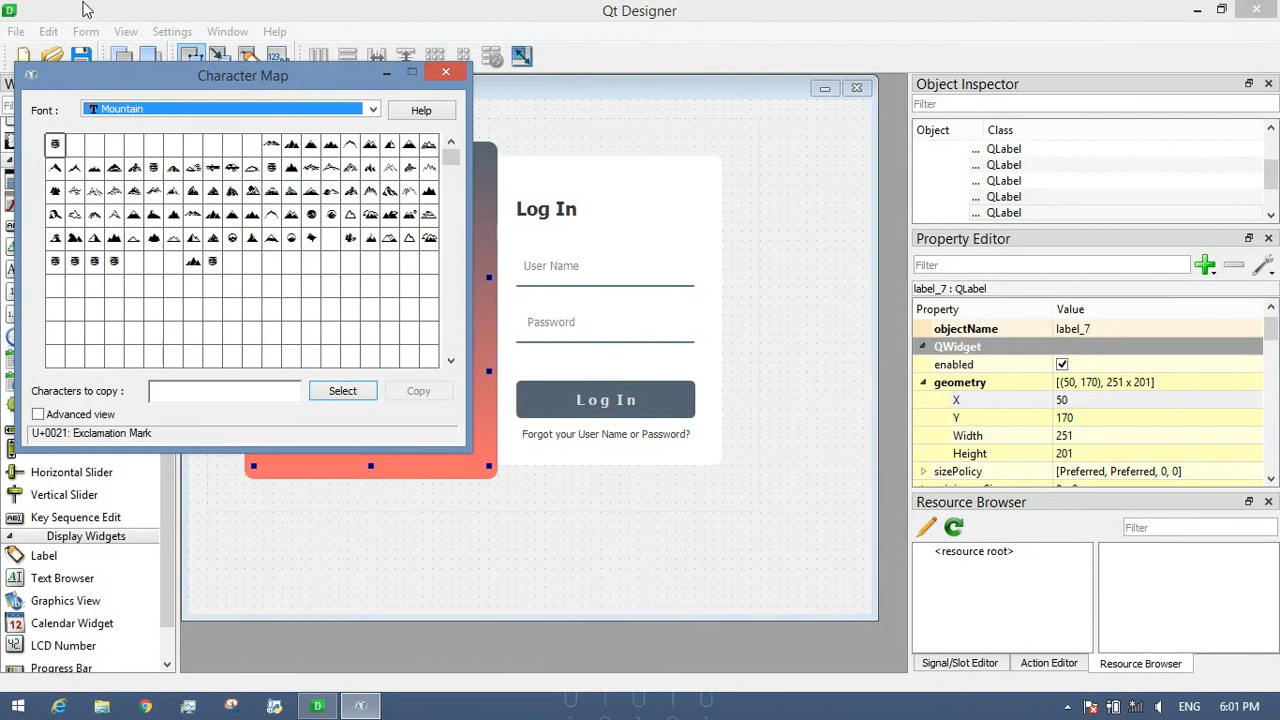 Qt Designer
File Edit Form View Settings Window Help
Character Map
Font : Mountain Help
Characters to copy : Select Copy
Advanced view
U+0021: Exclamation Mark
Horizontal Slider
Vertical Slider
Key Sequence Edit
Display Widgets
Label
Text Browser
Graphics View
Calendar Widget
LCD Number
Progress Bar
Log In
User Name
Password
Log In
Forgot your User Name or Password?
Object Inspector
Filter
Object Class
... QLabel
... QLabel
... QLabel
... QLabel
... QLabel
Property Editor
Filter
label_7 : QLabel
Property Value
objectName label_7
QWidget
enabled
geometry [(50, 170), 251 x 201]
X 50
Y 170
Width 251
Height 201
sizePolicy [Preferred, Preferred, 0, 0]
Resource Browser
Filter
<resource root>
Signal/Slot Editor Action Editor Resource Browser
ENG 6:01 PM